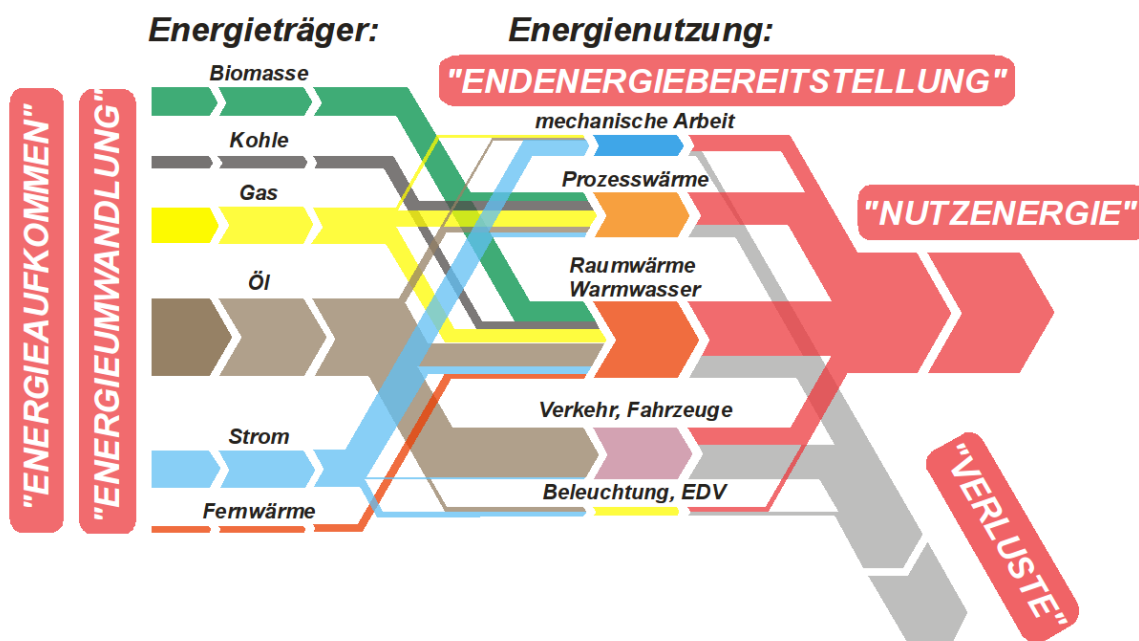 Energieträger:
Energienutzung:
"ENERGIEAUFKOMMEN"
"ENERGIEUMWANDLUNG"
"ENDENERGIEBEREITSTELLUNG"
Biomasse
Kohle
Gas
Öl
Strom
Fernwärme
mechanische Arbeit
Prozesswärme
Raumwärme
Warmwasser
Verkehr, Fahrzeuge
Beleuchtung, EDV
"NUTZENERGIE"
"VERLUSTE"